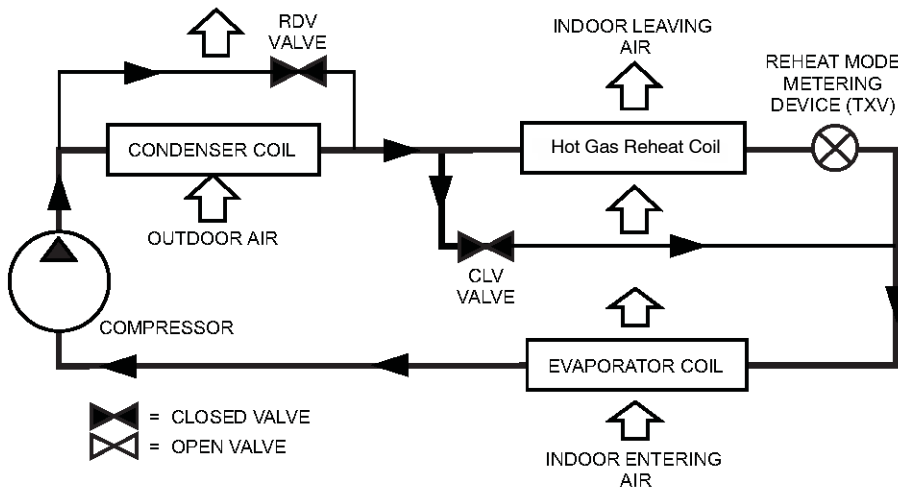 RDV
VALVE
INDOOR LEAVING
AIR
REHEAT MODE
METERING
DEVICE (TXV)
CONDENSER COIL
Hot Gas Reheat Coil
OUTDOOR AIR
CLV
VALVE
COMPRESSOR
EVAPORATOR COIL
= CLOSED VALVE
= OPEN VALVE
INDOOR ENTERING
AIR